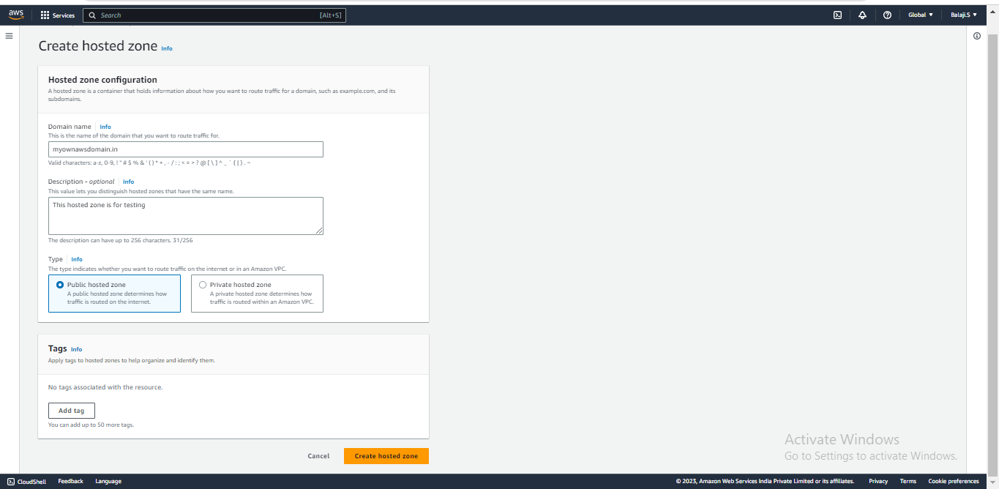 aws
Services
Search
[Alt+S]
Global
Balaji.S
Create hosted zone Info
Hosted zone configuration
A hosted zone is a container that holds information about how you want to route traffic for a domain, such as example.com, and its
subdomains.
Domain name Info
This is the name of the domain that you want to route traffic for.
myownawsdomain.in
Valid characters: a-z, 0-9, ! " # $ % & ' ( ) * + , - / : ; < = > ? @ [ \ ] ^ _ ` { | } . ~
Description - optional Info
This value lets you distinguish hosted zones that have the same name.
This hosted zone is for testing
The description can have up to 256 characters. 31/256
Type Info
The type indicates whether you want to route traffic on the internet or in an Amazon VPC.
Public hosted zone
A public hosted zone determines how
traffic is routed on the internet.
Private hosted zone
A private hosted zone determines how
traffic is routed within an Amazon VPC.
Tags Info
Apply tags to hosted zones to help organize and identify them.
No tags associated with the resource.
Add tag
You can add up to 50 more tags.
Cancel
Create hosted zone
Activate Windows
Go to Settings to activate Windows.
CloudShell
Feedback
Language
© 2023, Amazon Web Services India Private Limited or its affiliates.
Privacy
Terms
Cookie preferences